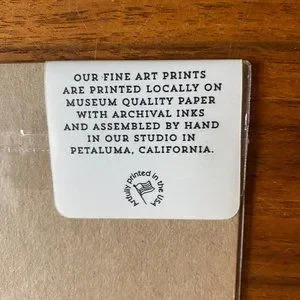 OUR FINE ART PRINTS
ARE PRINTED LOCALLY ON
MUSEUM QUALITY PAPER
WITH ARCHIVAL INKS
AND ASSEMBLED BY HAND
IN OUR STUDIO IN
PETALUMA, CALIFORNIA.
Artfully printed in the USA